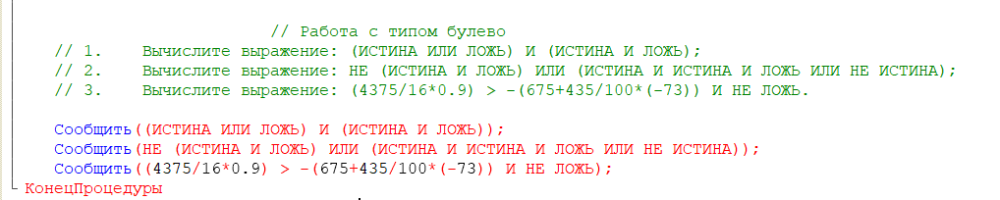 // Работа с типом булево
// 1. Вычислите выражение: (ИСТИНА ИЛИ ЛОЖЬ) И (ИСТИНА И ЛОЖЬ);
// 2. Вычислите выражение: НЕ (ИСТИНА И ЛОЖЬ) ИЛИ (ИСТИНА И ИСТИНА И ЛОЖЬ ИЛИ НЕ ИСТИНА);
// 3. Вычислите выражение: (4375/16*0.9) > -(675+435/100*(-73)) И НЕ ЛОЖЬ.
Сообщить((ИСТИНА ИЛИ ЛОЖЬ) И (ИСТИНА И ЛОЖЬ));
Сообщить(НЕ (ИСТИНА И ЛОЖЬ) ИЛИ (ИСТИНА И ИСТИНА И ЛОЖЬ ИЛИ НЕ ИСТИНА));
Сообщить((4375/16*0.9) > -(675+435/100*(-73)) И НЕ ЛОЖЬ);
КонецПроцедуры